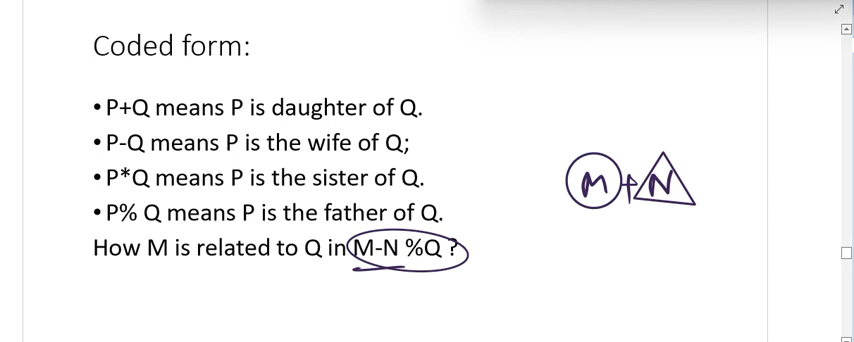 Coded form:
•P+Q means P is daughter of Q.
•P-Q means P is the wife of Q;
•P*Q means P is the sister of Q.
•P% Q means P is the father of Q.
How M is related to Q in M-N %Q ?
M+N